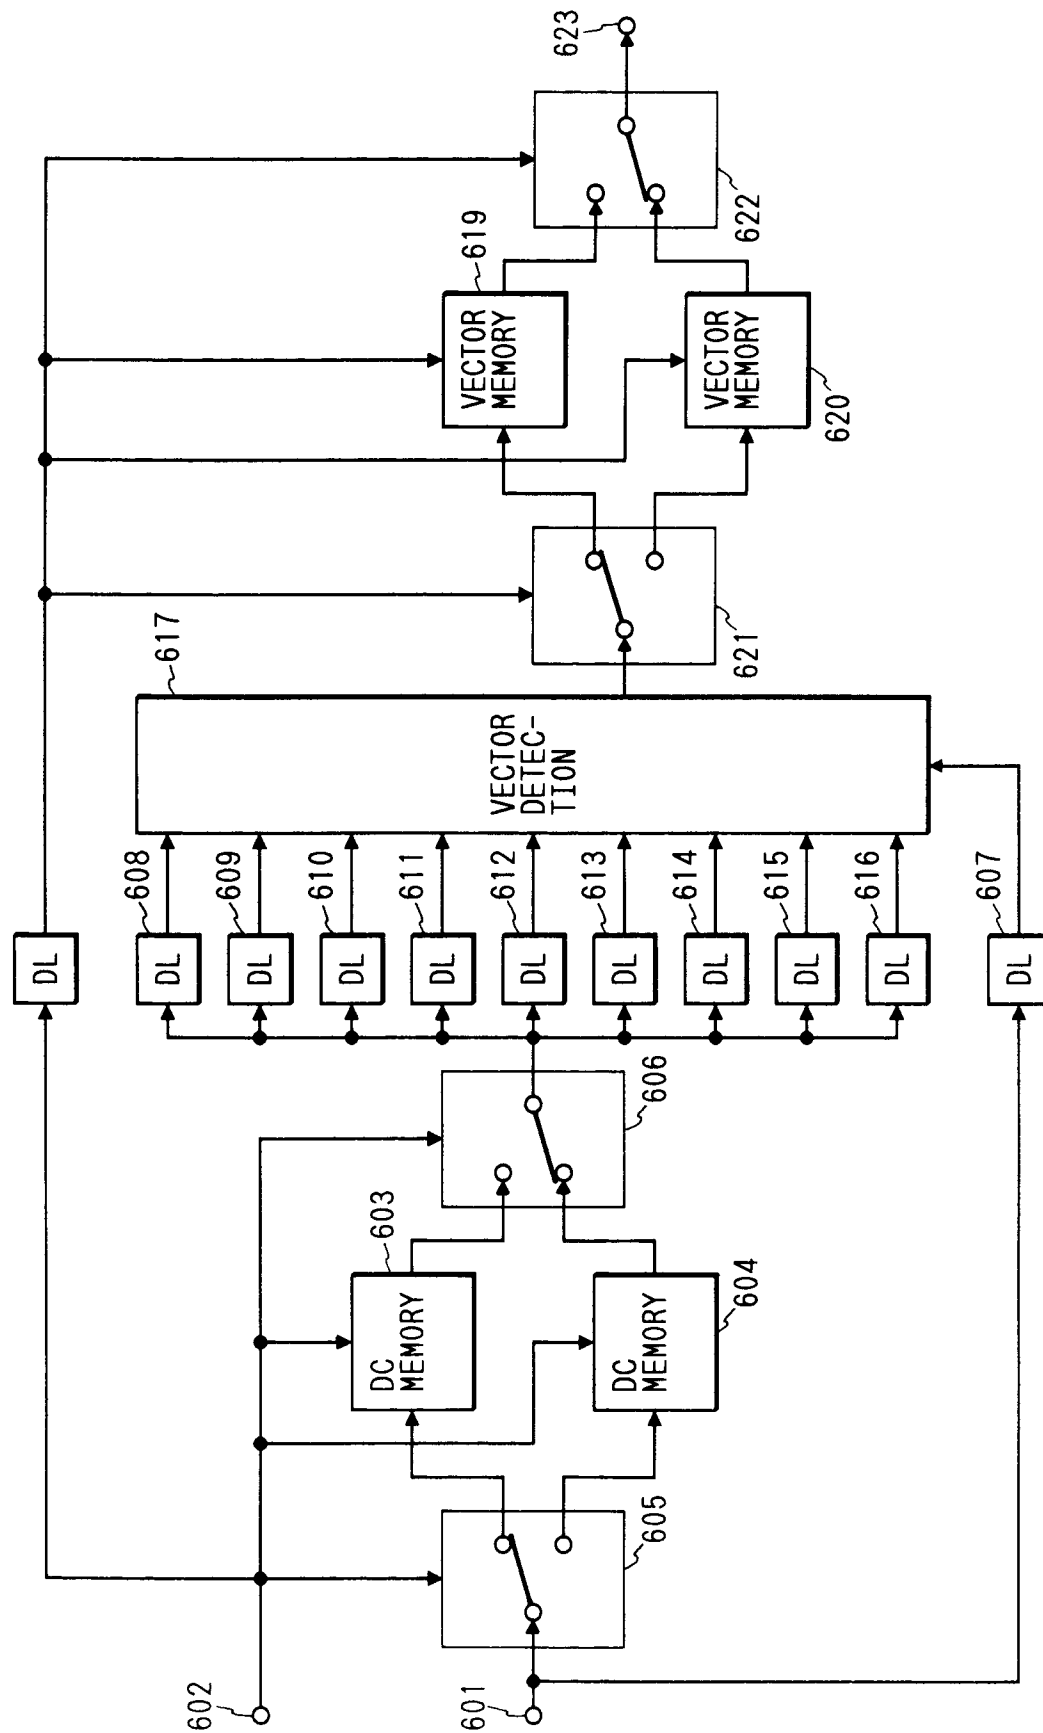 602
601
605
DC
MEMORY
603
DC
MEMORY
604
606
DL
DL
608
DL
609
DL
610
DL
611
DL
612
DL
613
DL
614
DL
615
DL
616
DL
607
VECTOR
DETEC-
TION
617
621
VECTOR
MEMORY
619
VECTOR
MEMORY
620
622
623